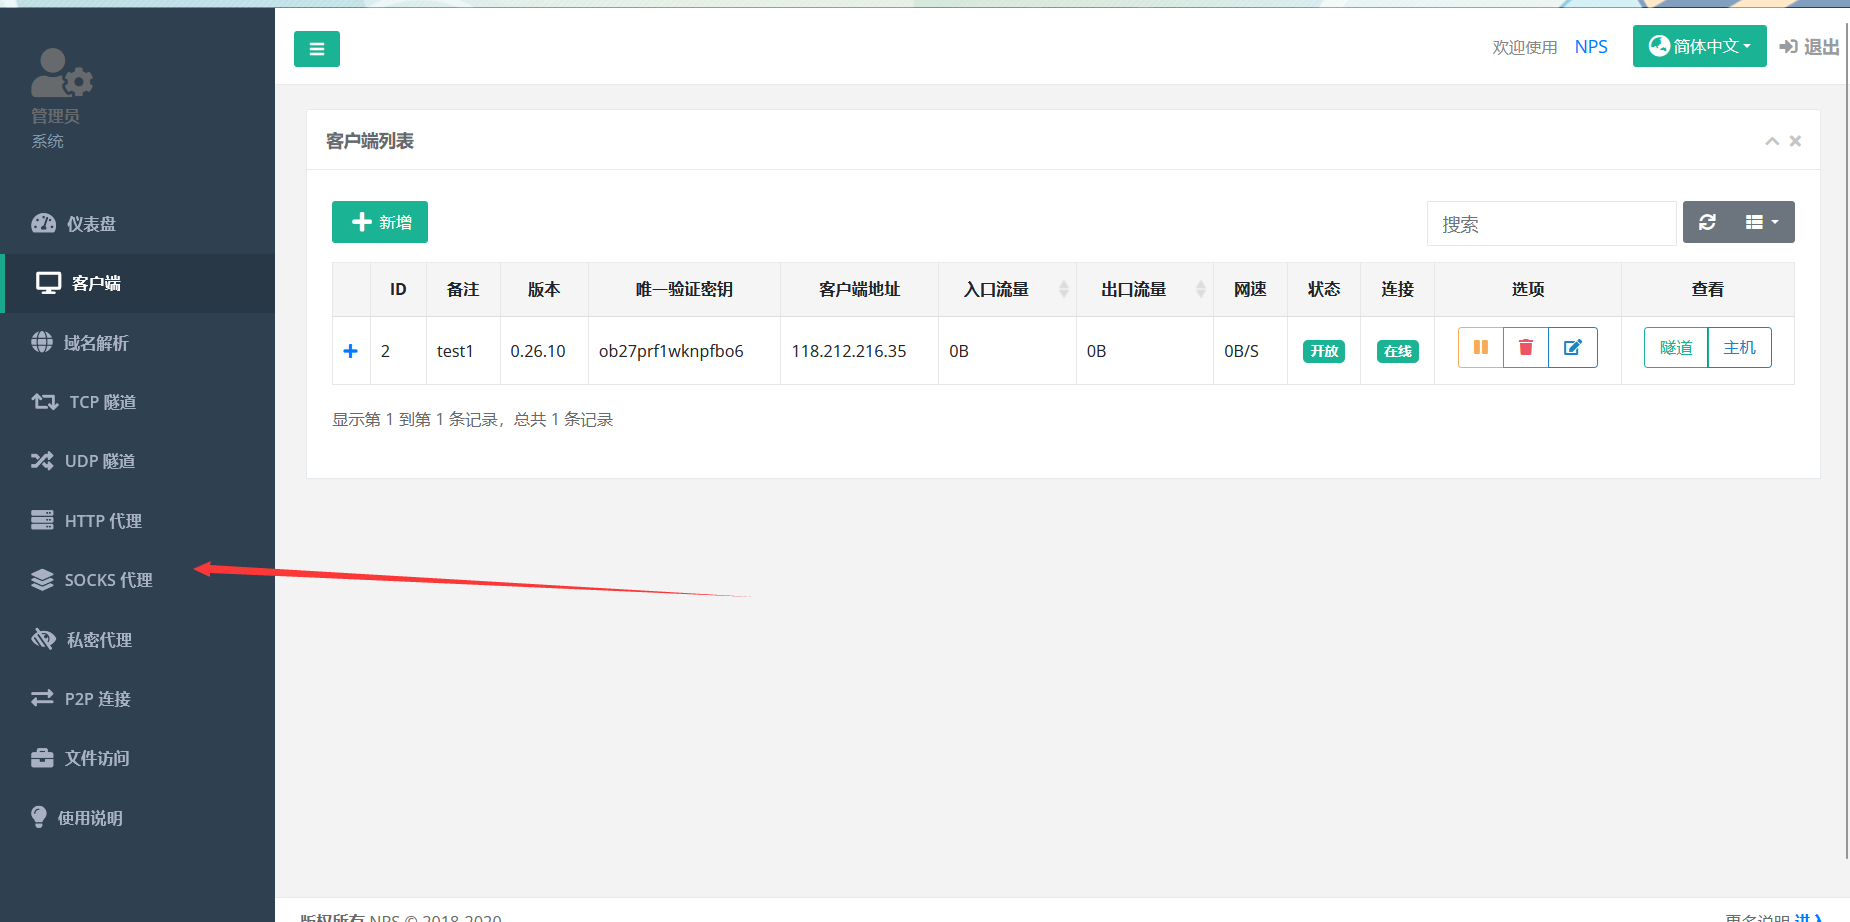 管理员
系统
仪表盘
客户端
域名解析
TCP 隧道
UDP 隧道
HTTP 代理
SOCKS 代理
私密代理
P2P 连接
文件访问
使用说明
欢迎使用 NPS 简体中文 退出
客户端列表
新增
搜索
ID 备注 版本 唯一验证密钥 客户端地址 入口流量 出口流量 网速 状态 连接 选项 查看
2 test1 0.26.10 ob27prf1wknpfbo6 118.212.216.35 0B 0B 0B/S 开放 在线 隧道 主机
显示第 1 到第 1 条记录，总共 1 条记录
版权所有 NPS © 2018-2020
更多说明 进入